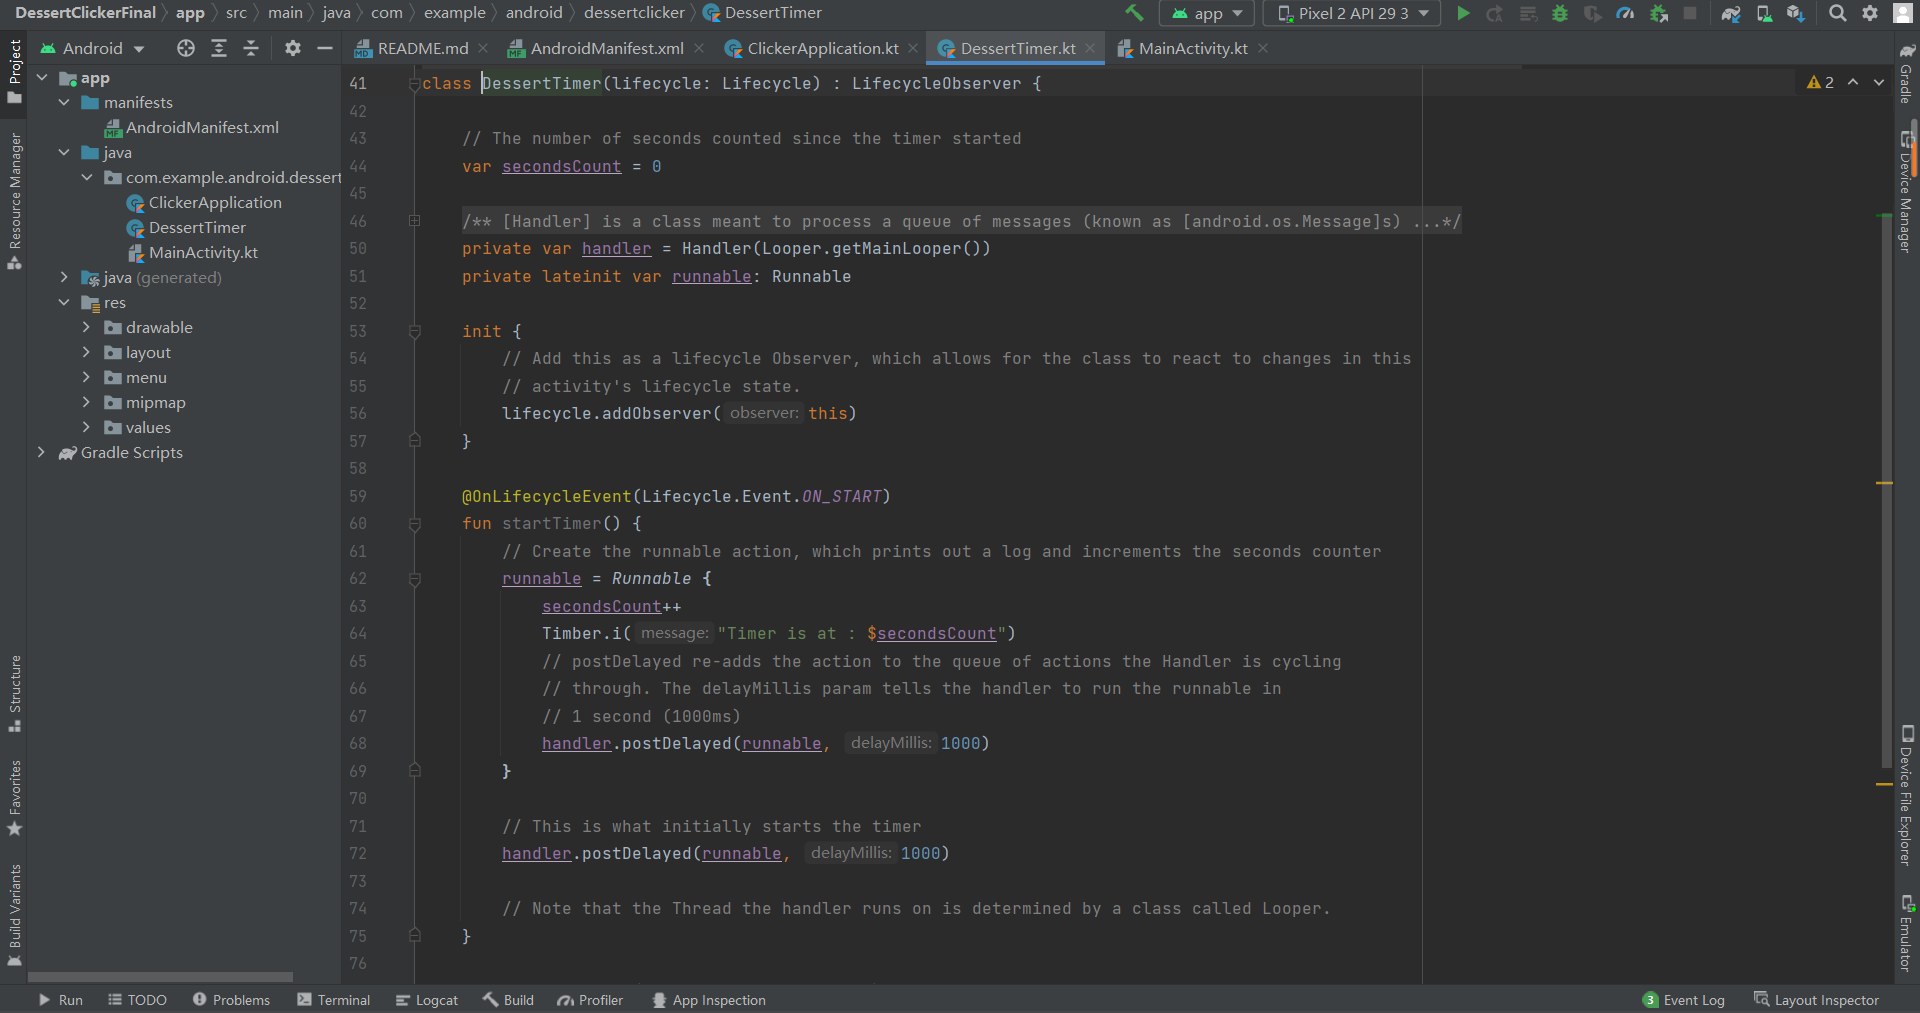 DessertClickerFinal app src main java com example android dessertclicker DessertTimer
app Pixel 2 API 29 3
Project Android README.md AndroidManifest.xml ClickerApplication.kt DessertTimer.kt MainActivity.kt
app
manifests
AndroidManifest.xml
java
com.example.android.dessert
ClickerApplication
DessertTimer
MainActivity.kt
java (generated)
res
drawable
layout
menu
mipmap
values
Gradle Scripts
Resource Manager
Structure
Favorites
Build Variants
41 class DessertTimer(lifecycle: Lifecycle) : LifecycleObserver {
42
43 // The number of seconds counted since the timer started
44 var secondsCount = 0
45
46 /** [Handler] is a class meant to process a queue of messages (known as [android.os.Message]s) ...*/
50 private var handler = Handler(Looper.getMainLooper())
51 private lateinit var runnable: Runnable
52
53 init {
54 // Add this as a lifecycle Observer, which allows for the class to react to changes in this
55 // activity's lifecycle state.
56 lifecycle.addObserver( observer: this)
57 }
58
59 @OnLifecycleEvent(Lifecycle.Event.ON_START)
60 fun startTimer() {
61 // Create the runnable action, which prints out a log and increments the seconds counter
62 runnable = Runnable {
63 secondsCount++
64 Timber.i( message: "Timer is at : $secondsCount")
65 // postDelayed re-adds the action to the queue of actions the Handler is cycling
66 // through. The delayMillis param tells the handler to run the runnable in
67 // 1 second (1000ms)
68 handler.postDelayed(runnable, delayMillis: 1000)
69 }
70
71 // This is what initially starts the timer
72 handler.postDelayed(runnable, delayMillis: 1000)
73
74 // Note that the Thread the handler runs on is determined by a class called Looper.
75 }
76
2
Gradle
Device Manager
Device File Explorer
Emulator
Run TODO Problems Terminal Logcat Build Profiler App Inspection 3 Event Log Layout Inspector